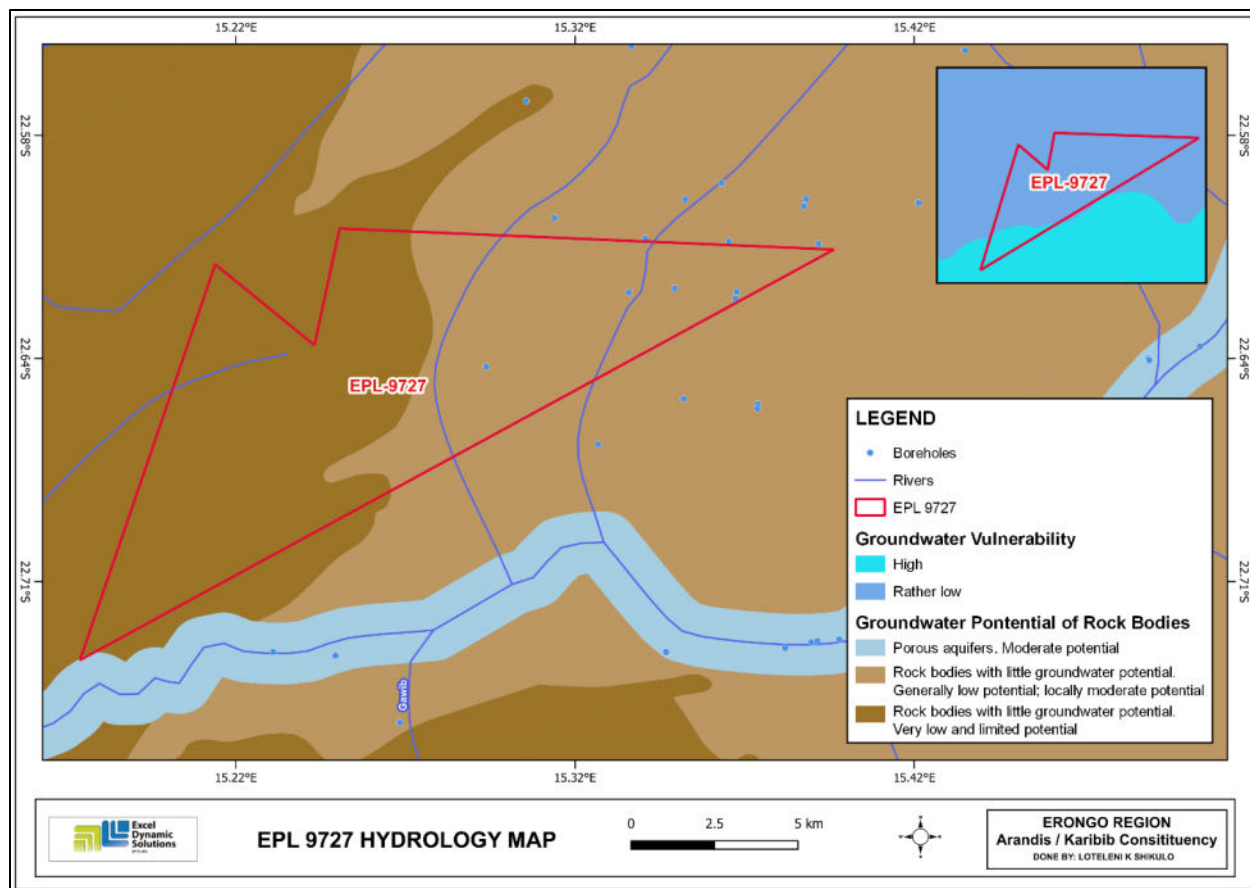 15.22°E 15.32°E 15.42°E
22.58°S 22.58°S
EPL-9727
22.64°S 22.64°S
EPL-9727
LEGEND
Boreholes
Rivers
EPL 9727
Groundwater Vulnerability
High
Rather low
Groundwater Pontential of Rock Bodies
Porous aquifers. Moderate potential
Rock bodies with little groundwater potential.
Generally low potential; locally moderate potential
Rock bodies with little groundwater potential.
Very low and limited potential
22.71°S 22.71°S
Gawib
15.22°E 15.32°E 15.42°E
Excel
Dynamic
Solutions
EPL 9727 HYDROLOGY MAP
0 2.5 5 km
ERONGO REGION
Arandis / Karibib Consitituency
DONE BY: LOTELENI K SHIKULO